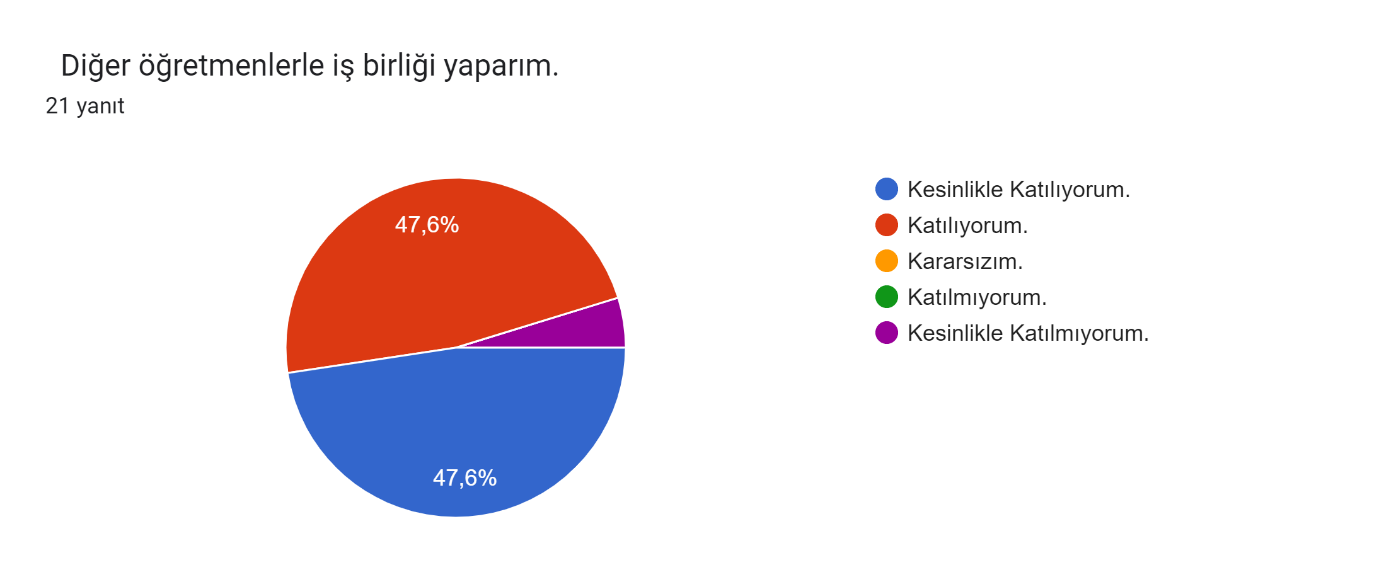 Diğer öğretmenlerle iş birliği yaparım.
21 yanıt
47,6%
47,6%
Kesinlikle Katılıyorum.
Katılıyorum.
Kararsızım.
Katılmıyorum.
Kesinlikle Katılmıyorum.